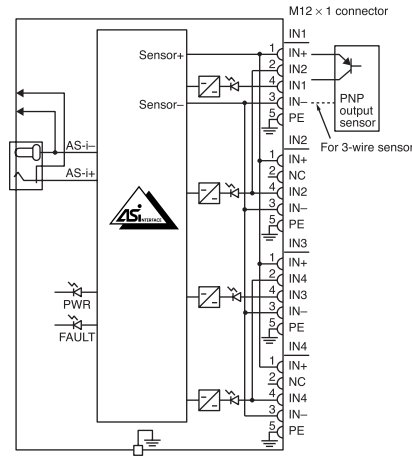 M12 × 1 connector
IN1
1 IN+
2 IN2
4 IN1
3 IN–
5 PE
Sensor+
Sensor–
PNP
output
sensor
For 3-wire sensor
AS-i–
AS-i+
ASi INTERFACE
IN2
1 IN+
2 NC
4 IN2
3 IN–
5 PE
IN3
1 IN+
2 IN4
4 IN3
3 IN–
5 PE
PWR
FAULT
IN4
1 IN+
2 NC
4 IN4
3 IN–
5 PE